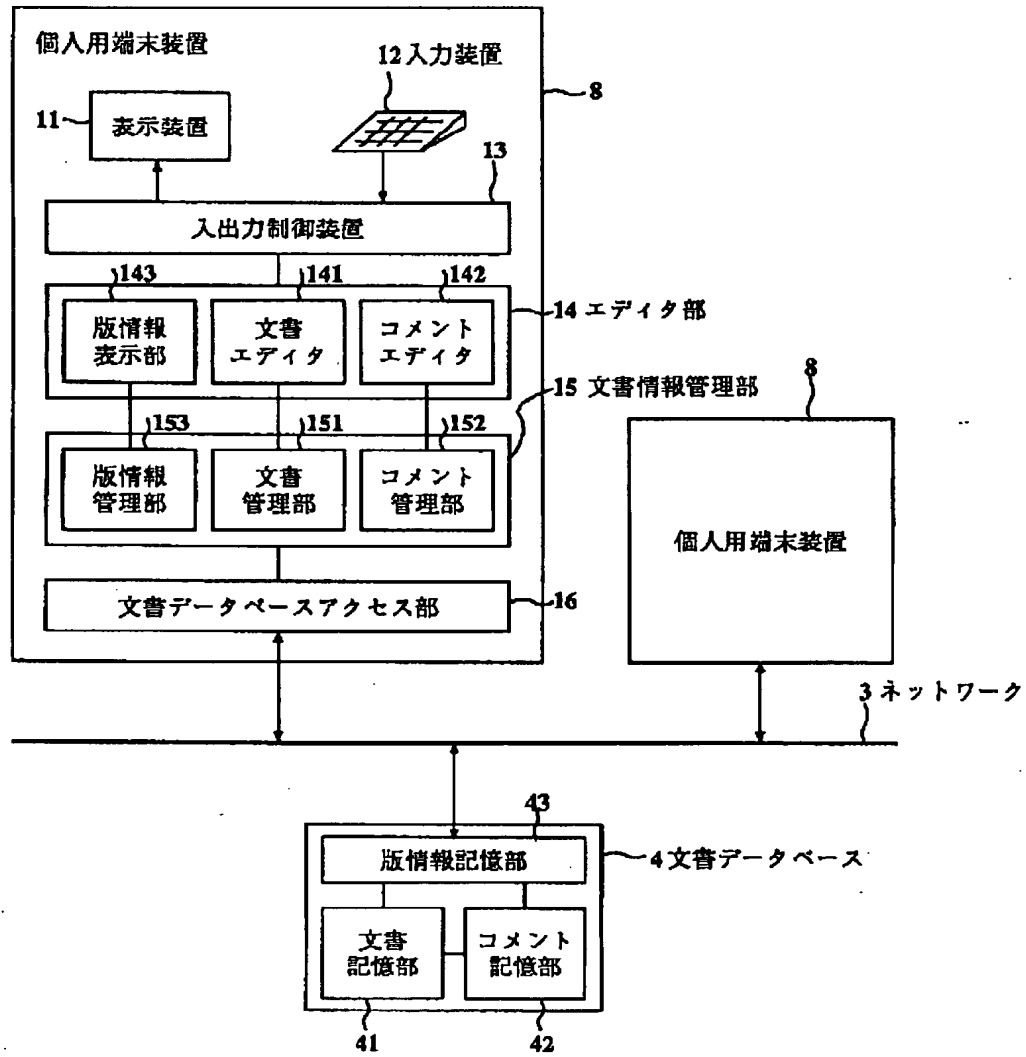 個人用端末装置
12入力装置
8
11
表示装置
13
入出力制御装置
143
141
142
版情報
表示部
文書
エディタ
コメント
エディタ
14エディタ部
15 文書情報管理部
153
151
152
版情報
管理部
文書
管理部
コメント
管理部
文書データベースアクセス部
16
8
個人用端末装置
3ネットワーク
43
版情報記憶部
4文書データベース
文書
記憶部
コメント
記憶部
41
42